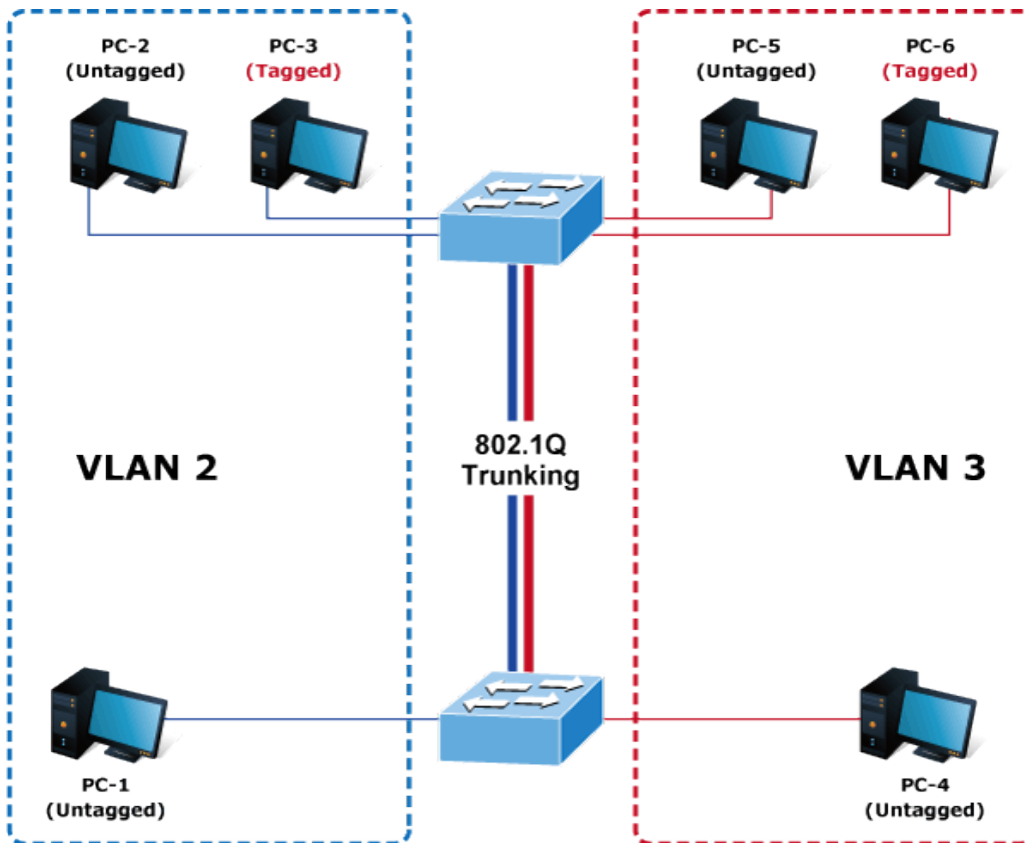 PC-2
(Untagged)
PC-3
(Tagged)
PC-5
(Untagged)
PC-6
(Tagged)
802.1Q
Trunking
VLAN 2
VLAN 3
PC-1
(Untagged)
PC-4
(Untagged)